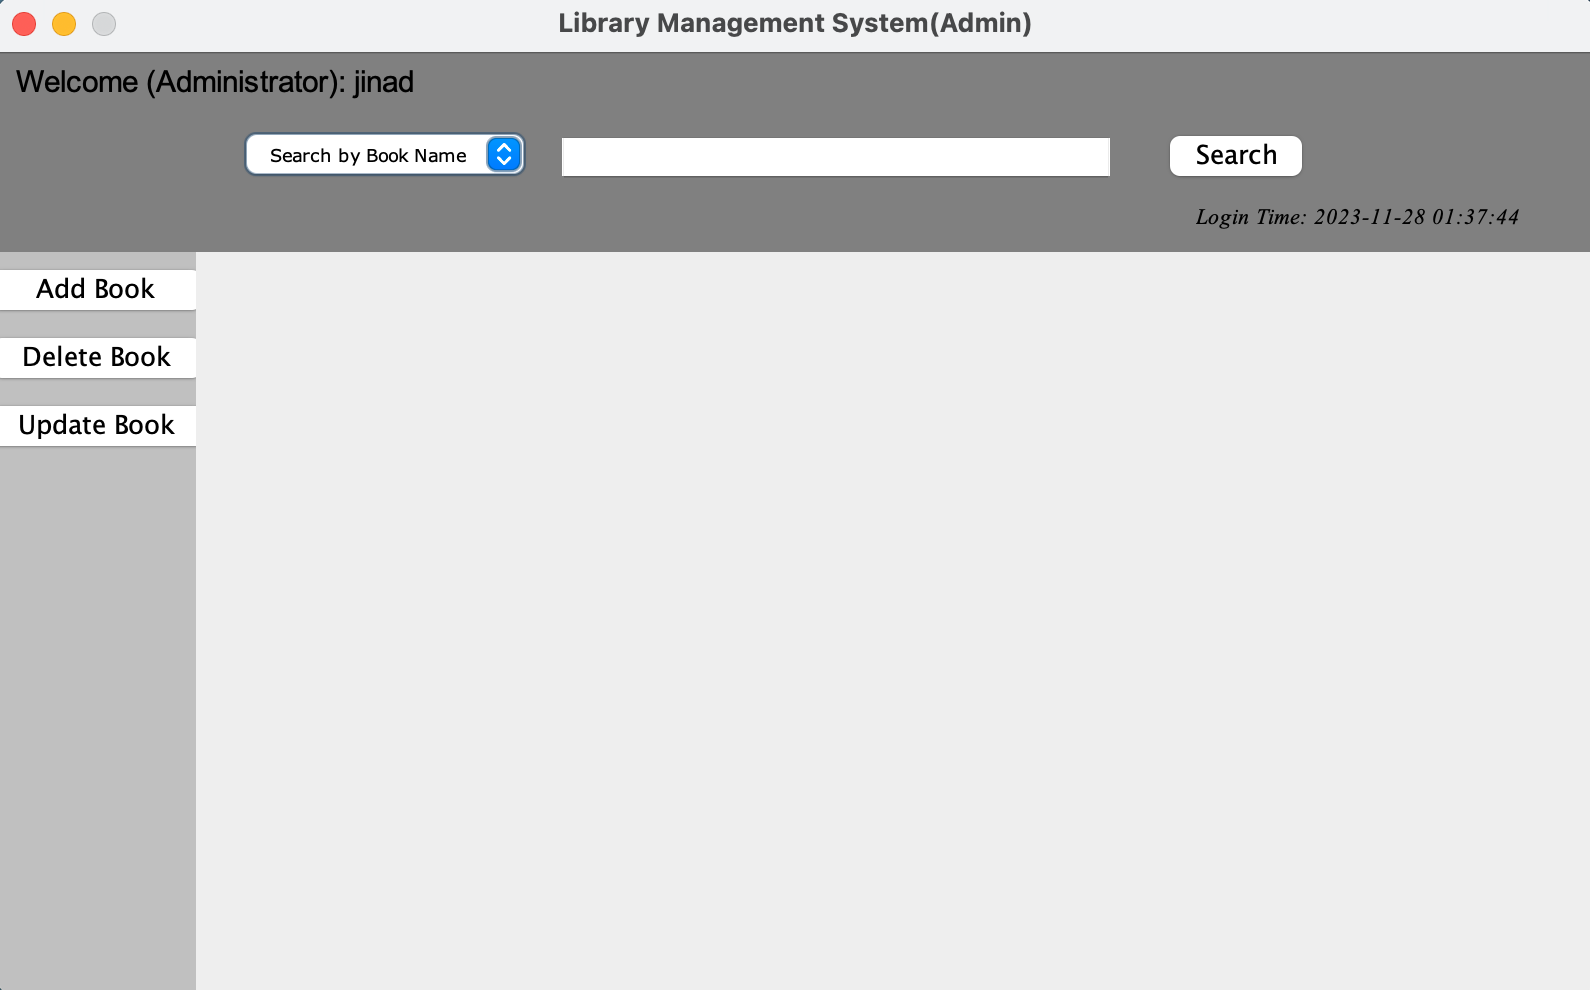 Library Management System(Admin)
Welcome (Administrator): jinad
Search by Book Name
Search
Login Time: 2023-11-28 01:37:44
Add Book
Delete Book
Update Book